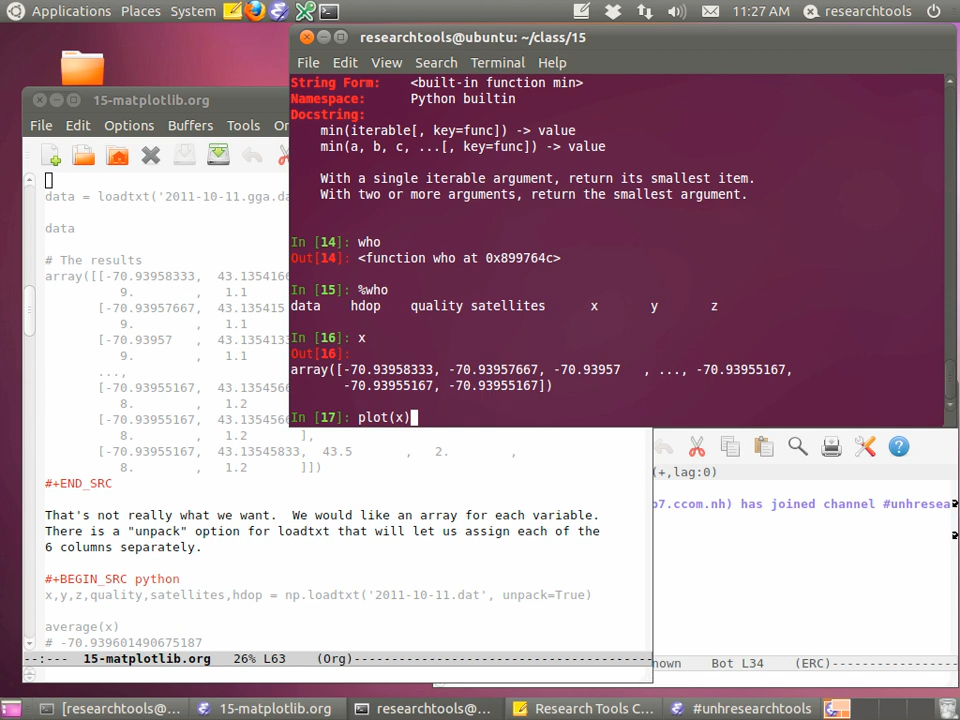 Applications Places System
11:27 AM researchtools
researchtools@ubuntu: ~/class/15
File Edit View Search Terminal Help
String Form: <built-in function min>
Namespace: Python builtin
Docstring:
min(iterable[, key=func]) -> value
min(a, b, c, ...[, key=func]) -> value
With a single iterable argument, return its smallest item.
With two or more arguments, return the smallest argument.
In [14]: who
Out[14]: <function who at 0x899764c>
In [15]: %who
data hdop quality satellites x y z
In [16]: x
Out[16]:
array([-70.93958333, -70.93957667, -70.93957 , ..., -70.93955167,
-70.93955167, -70.93955167])
In [17]: plot(x)
15-matplotlib.org
File Edit Options Buffers Tools Or
data = loadtxt('2011-10-11.gga.da
data
# The results
array([[-70.93958333, 43.1354166
9. , 1.1
[-70.93957667, 43.135415
9. , 1.1
[-70.93957 , 43.1354133
9. , 1.1
...,
[-70.93955167, 43.1354566
8. , 1.2
[-70.93955167, 43.1354566
8. , 1.2 ],
[-70.93955167, 43.13545833, 43.5 , 2. ,
8. , 1.2 ]])
#+END_SRC
That's not really what we want. We would like an array for each variable.
There is a "unpack" option for loadtxt that will let us assign each of the
6 columns separately.
#+BEGIN_SRC python
x,y,z,quality,satellites,hdop = np.loadtxt('2011-10-11.dat', unpack=True)
average(x)
# -70.939601490675187
--:--- 15-matplotlib.org 26% L63 (Org)
(+,lag:0)
p7.ccom.nh) has joined channel #unhresea
nown Bot L34 (ERC)
[researchtools@...
15-matplotlib.org
researchtools@...
Research Tools C...
#unhresearchtools